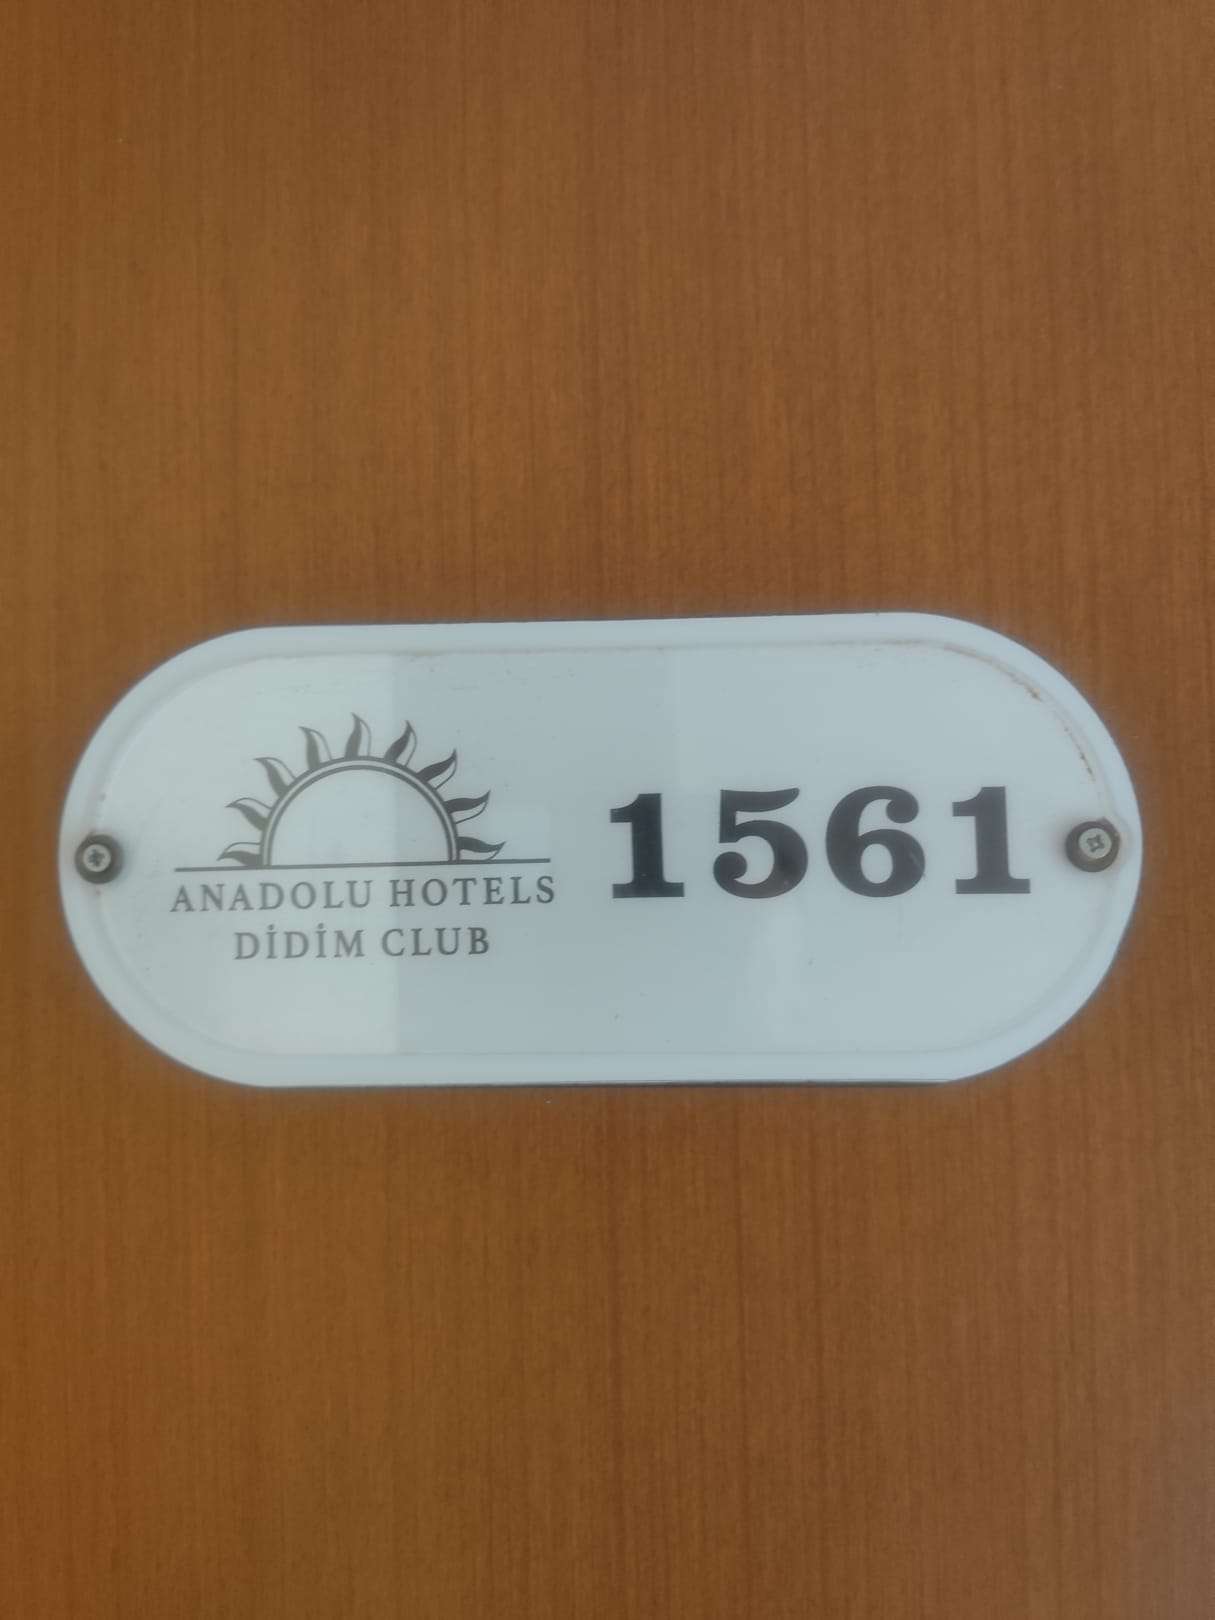 ANADOLU HOTELS
DİDİM CLUB
1561